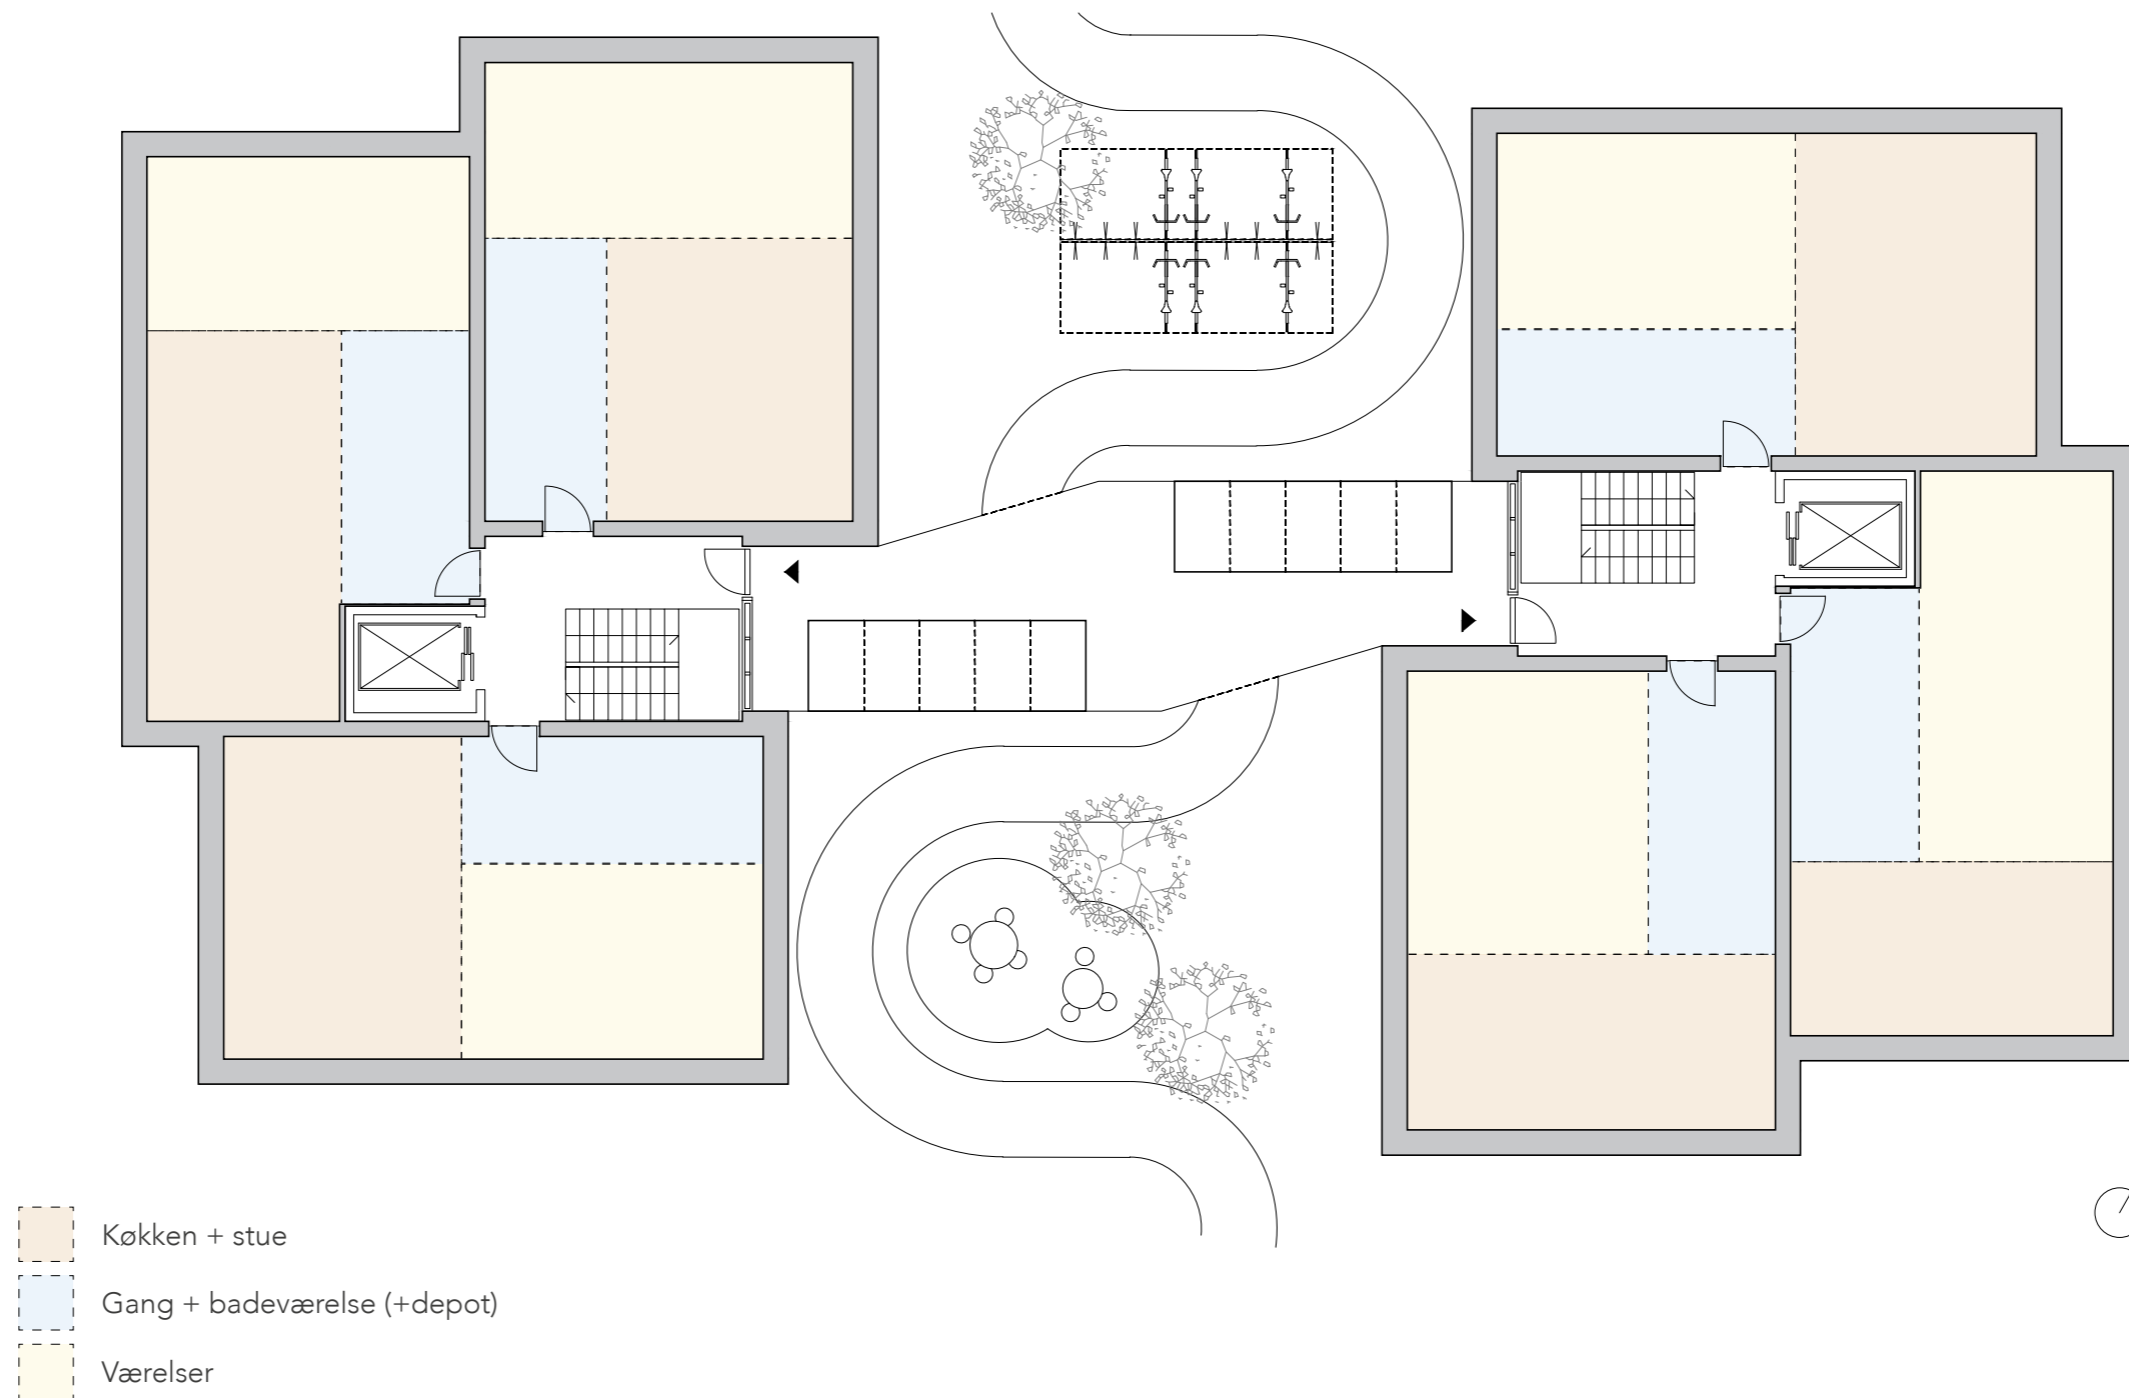 Køkken + stue
Gang + badeværelse (+depot)
Værelser